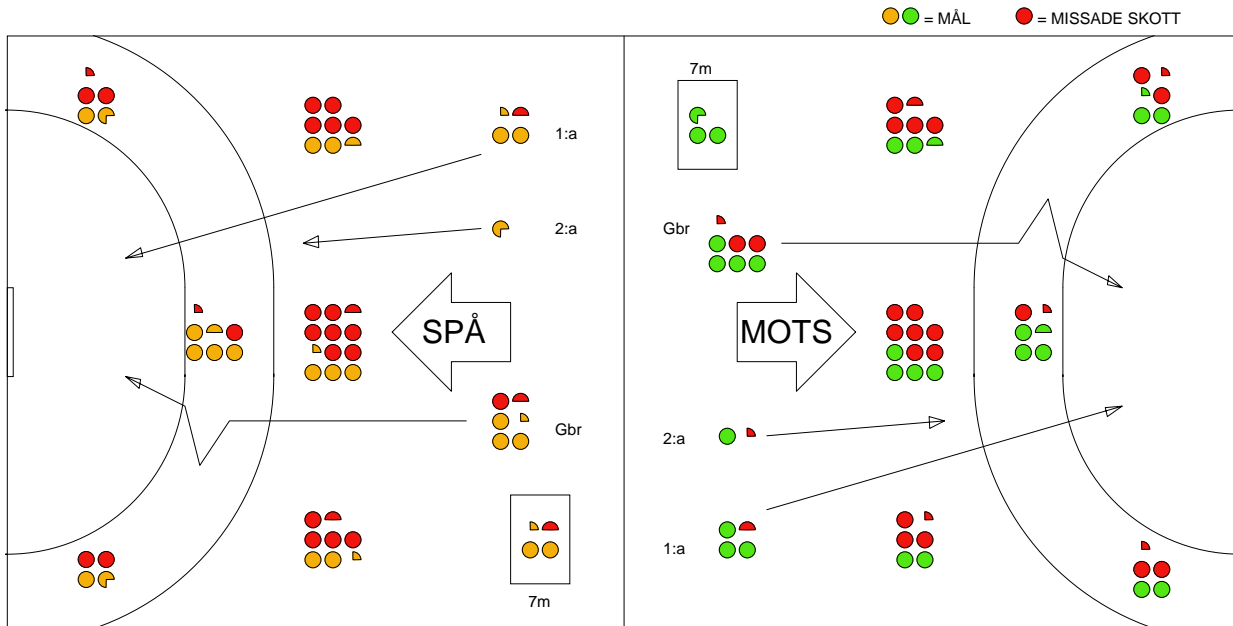 = MÅL = MISSADE SKOTT
7m
1:a
2:a
Gbr
SPÅ MOTS
Gbr
2:a
1:a
7m